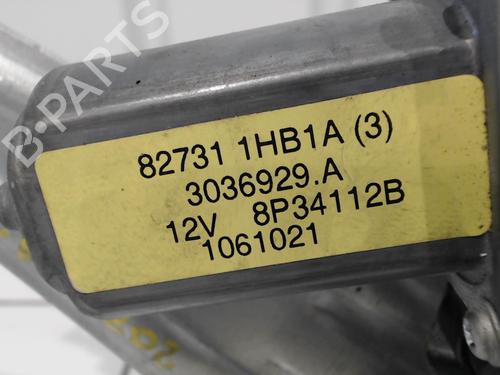 B-PARTS
82731 1HB1A (3)
3036929.A
12V 8P34112B
1061021